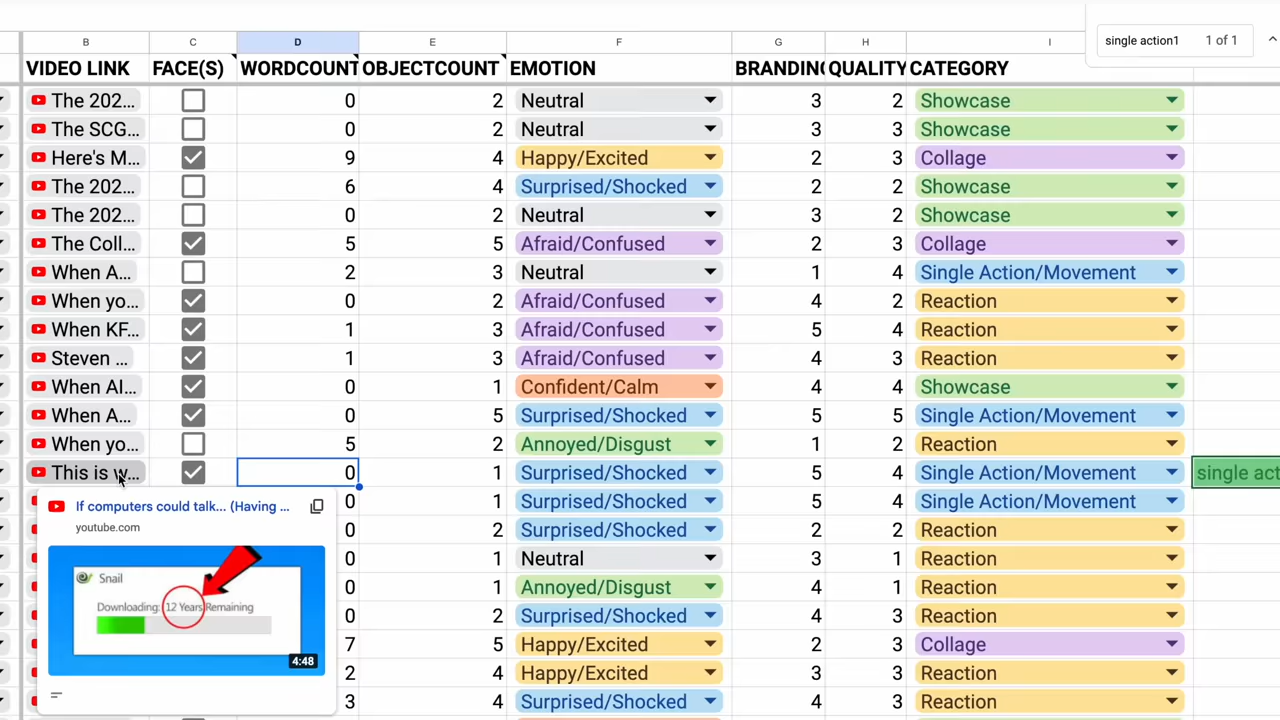 single action1 1 of 1
B C D E F G H I
VIDEO LINK FACE(S) WORDCOUNT OBJECTCOUNT EMOTION BRANDING QUALITY CATEGORY
The 202... 0 2 Neutral 3 2 Showcase
The SCG... 0 2 Neutral 3 3 Showcase
Here's M... 9 4 Happy/Excited 2 3 Collage
The 202... 6 4 Surprised/Shocked 2 2 Showcase
The 202... 0 2 Neutral 3 2 Showcase
The Coll... 5 5 Afraid/Confused 2 3 Collage
When A... 2 3 Neutral 1 4 Single Action/Movement
When yo... 0 2 Afraid/Confused 4 2 Reaction
When KF... 1 3 Afraid/Confused 5 4 Reaction
Steven ... 1 3 Afraid/Confused 4 3 Reaction
When AI... 0 1 Confident/Calm 4 4 Showcase
When A... 0 5 Surprised/Shocked 5 5 Single Action/Movement
When yo... 5 2 Annoyed/Disgust 1 2 Reaction
This is w... 0 1 Surprised/Shocked 5 4 Single Action/Movement single act
0 1 Surprised/Shocked 5 4 Single Action/Movement
0 2 Surprised/Shocked 2 2 Reaction
0 1 Neutral 3 1 Reaction
0 1 Annoyed/Disgust 4 1 Reaction
0 2 Surprised/Shocked 4 3 Reaction
7 5 Happy/Excited 2 3 Collage
2 4 Happy/Excited 3 3 Reaction
3 4 Surprised/Shocked 4 3 Reaction
If computers could talk... (Having ...
youtube.com
Snail
Downloading: 12 Years Remaining
4:48